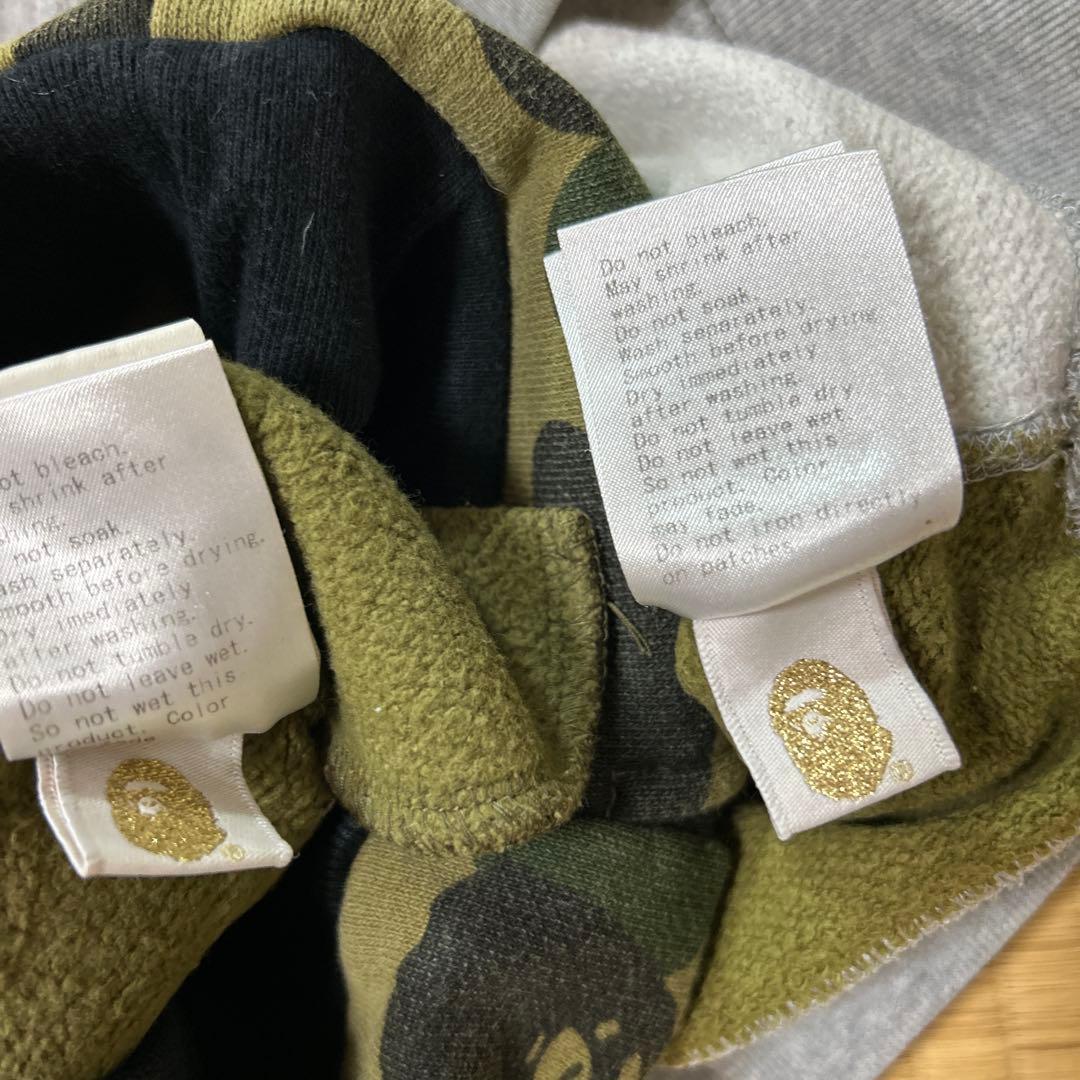 ot bleach.
shrink after
shing.
not soak.
ash separately.
mooth before drying.
Dry imediately
after washing.
Do not tumble dry.
Do not leave wet.
So not wet this
product: Color
Do not bleach.
May shrink after
washing.
Do not soak.
Wash separately.
Smooth before drying
Dry immediately
after washing.
Do not tumble dry
Do not leave wet.
So not wet this
product: Color
may fade.
Do not iron directly
on patches
®
®